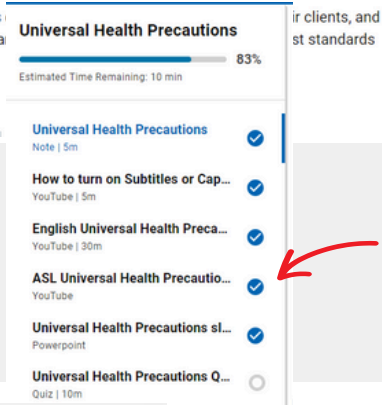 ir clients, and
Universal Health Precautions
st standards
83%
Estimated Time Remaining: 10 min
Universal Health Precautions
Note | 5m
How to turn on Subtitles or Cap...
YouTube | 5m
English Universal Health Preca...
YouTube | 30m
ASL Universal Health Precautio...
YouTube
Universal Health Precautions sl...
Powerpoint
Universal Health Precautions Q...
Quiz | 10m